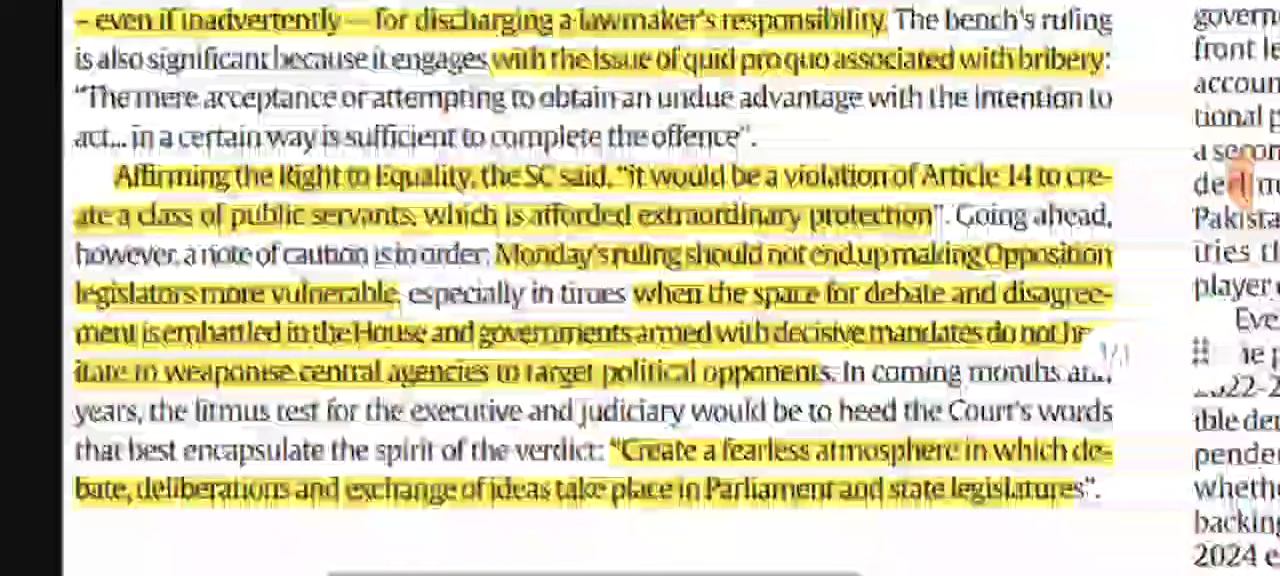 – even if inadvertently — for discharging a lawmaker's responsibility. The bench's ruling
is also significant because it engages with the issue of quid pro quo associated with bribery:
“The mere acceptance or attempting to obtain an undue advantage with the intention to
act... in a certain way is sufficient to complete the offence”.
Affirming the Right to Equality, the SC said, “it would be a violation of Article 14 to cre-
ate a class of public servants, which is afforded extraordinary protection”. Going ahead,
however, a note of caution is in order: Monday's ruling should not end up making Opposition
legislators more vulnerable, especially in times when the space for debate and disagree-
ment is embattled in the House and governments armed with decisive mandates do not he
itate to weaponise central agencies to target political opponents. In coming months and
years, the litmus test for the executive and judiciary would be to heed the Court's words
that best encapsulate the spirit of the verdict: “Create a fearless atmosphere in which de-
bate, deliberations and exchange of ideas take place in Parliament and state legislatures”.
govern
front le
accoun
tional p
a secon
Pakista
ities th
player
Eve
ible der
pender
wheth
backing
2024 e